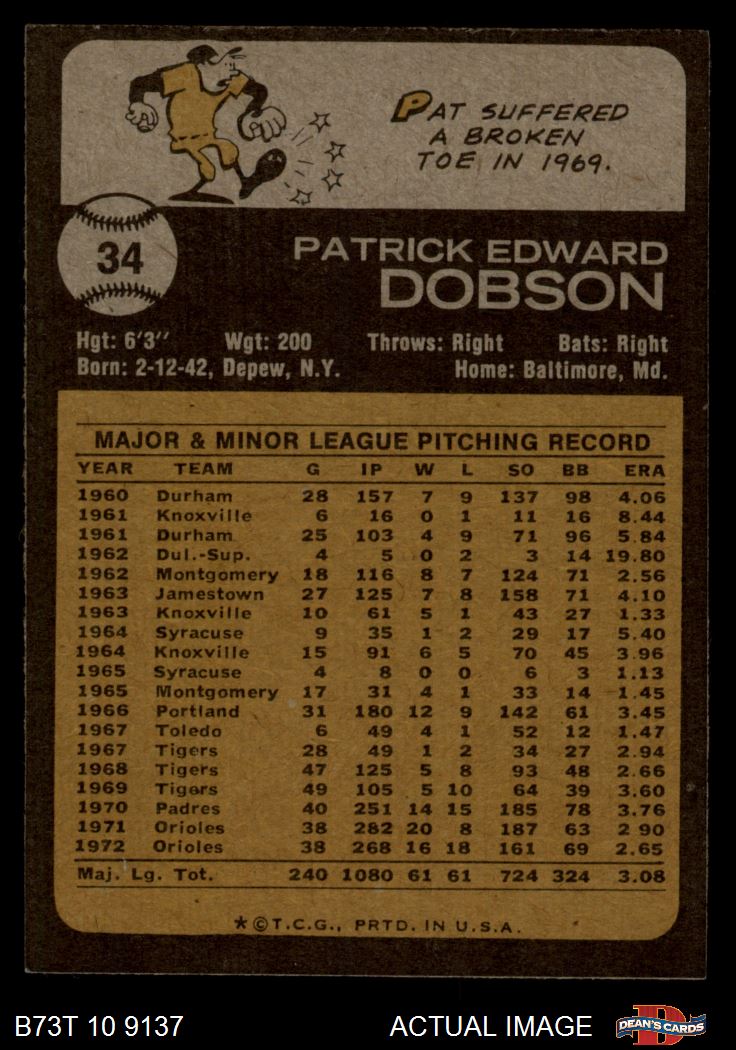 PAT SUFFERED
A BROKEN
TOE IN 1969.
34
PATRICK EDWARD
DOBSON
Hgt: 6'3" Wgt: 200 Throws: Right Bats: Right
Born: 2-12-42, Depew, N.Y. Home: Baltimore, Md.
MAJOR & MINOR LEAGUE PITCHING RECORD
YEAR TEAM G IP W L SO BB ERA
1960 Durham 28 157 7 9 137 98 4.06
1961 Knoxville 6 16 0 1 11 16 8.44
1961 Durham 25 103 4 9 71 96 5.84
1962 Dul.-Sup. 4 5 0 2 3 14 19.80
1962 Montgomery 18 116 8 7 124 71 2.56
1963 Jamestown 27 125 7 8 158 71 4.10
1963 Knoxville 10 61 5 1 43 27 1.33
1964 Syracuse 9 35 1 2 29 17 5.40
1964 Knoxville 15 91 6 5 70 45 3.96
1965 Syracuse 4 8 0 0 6 3 1.13
1965 Montgomery 17 31 4 1 33 14 1.45
1966 Portland 31 180 12 9 142 61 3.45
1967 Toledo 6 49 4 1 52 12 1.47
1967 Tigers 28 49 1 2 34 27 2.94
1968 Tigers 47 125 5 8 93 48 2.66
1969 Tigers 49 105 5 10 64 39 3.60
1970 Padres 40 251 14 15 185 78 3.76
1971 Orioles 38 282 20 8 187 63 2 90
1972 Orioles 38 268 16 18 161 69 2.65
Maj. Lg. Tot. 240 1080 61 61 724 324 3.08
*©T.C.G., PRTD. IN U.S.A.
B73T 10 9137 ACTUAL IMAGE D DEAN'S CARDS